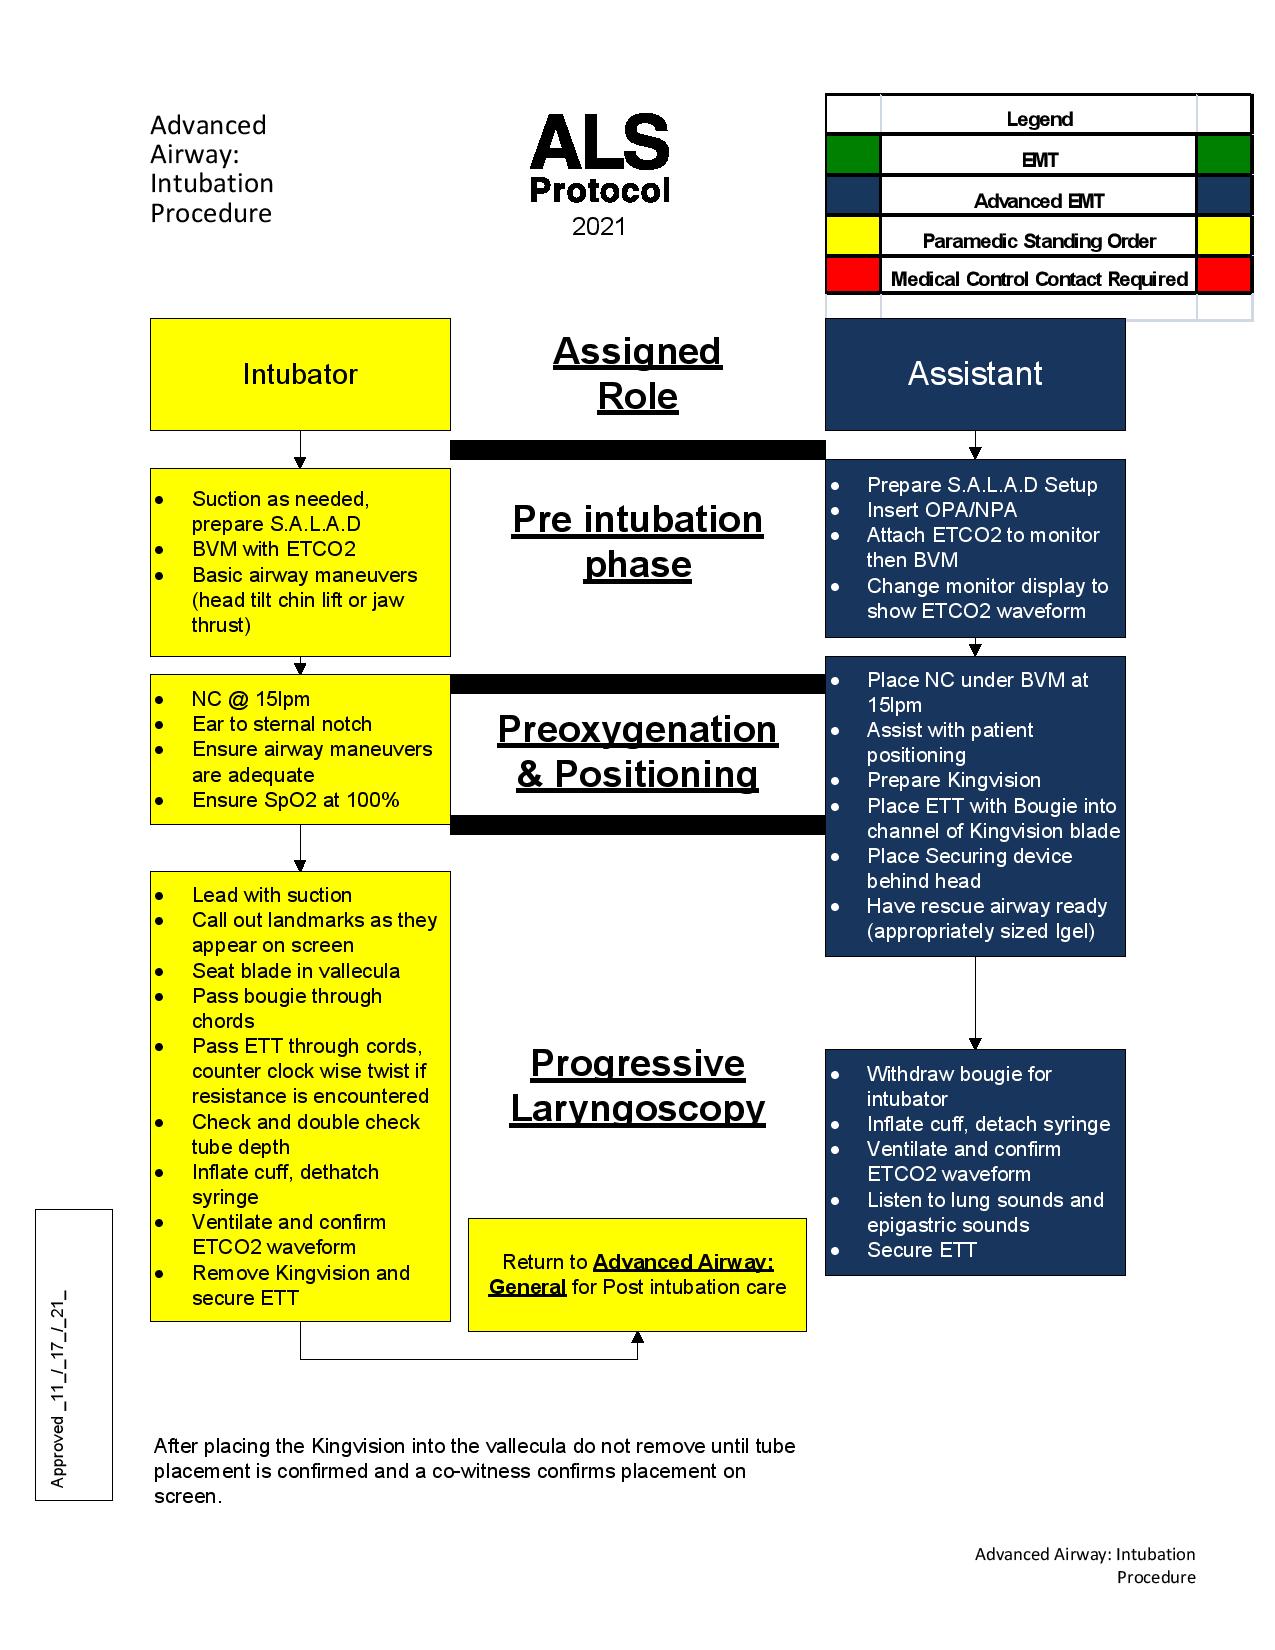 Advanced
Airway:
Intubation
Procedure
ALS
Protocol
2021
Legend
EMT
Advanced EMT
Paramedic Standing Order
Medical Control Contact Required
Intubator
Assigned
Role
Assistant
• Suction as needed,
prepare S.A.L.A.D
• BVM with ETCO2
• Basic airway maneuvers
(head tilt chin lift or jaw
thrust)
Pre intubation
phase
• Prepare S.A.L.A.D Setup
• Insert OPA/NPA
• Attach ETCO2 to monitor
then BVM
• Change monitor display to
show ETCO2 waveform
• NC @ 15lpm
• Ear to sternal notch
• Ensure airway maneuvers
are adequate
• Ensure SpO2 at 100%
Preoxygenation
& Positioning
• Place NC under BVM at
15lpm
• Assist with patient
positioning
• Prepare Kingvision
• Place ETT with Bougie into
channel of Kingvision blade
• Place Securing device
behind head
• Have rescue airway ready
(appropriately sized Igel)
• Lead with suction
• Call out landmarks as they
appear on screen
• Seat blade in vallecula
• Pass bougie through
chords
• Pass ETT through cords,
counter clock wise twist if
resistance is encountered
• Check and double check
tube depth
• Inflate cuff, dethatch
syringe
• Ventilate and confirm
ETCO2 waveform
• Remove Kingvision and
secure ETT
Progressive
Laryngoscopy
• Withdraw bougie for
intubator
• Inflate cuff, detach syringe
• Ventilate and confirm
ETCO2 waveform
• Listen to lung sounds and
epigastric sounds
• Secure ETT
Return to Advanced Airway:
General for Post intubation care
Approved _11_/_17_/_21_
After placing the Kingvision into the vallecula do not remove until tube
placement is confirmed and a co-witness confirms placement on
screen.
Advanced Airway: Intubation
Procedure